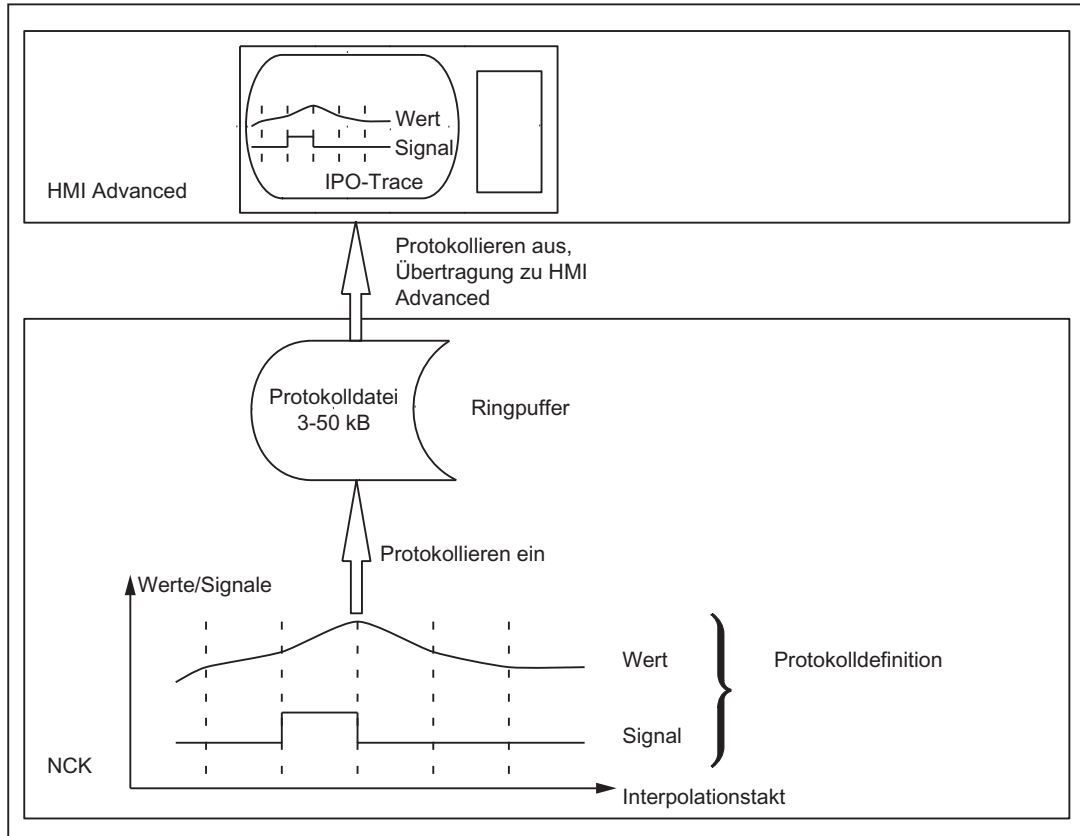 Wert
Signal
IPO-Trace
HMI Advanced
Protokollieren aus,
Übertragung zu HMI
Advanced
Protokolldatei
3-50 kB
Ringpuffer
Protokollieren ein
Werte/Signale
Wert
Protokolldefinition
Signal
NCK
Interpolationstakt